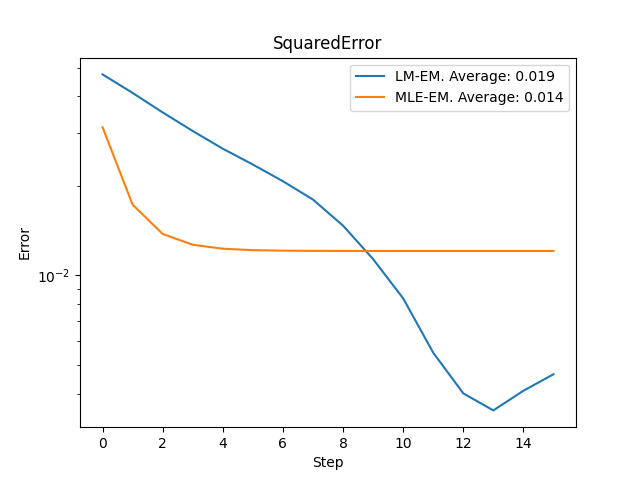 SquaredError
LM-EM. Average: 0.019
MLE-EM. Average: 0.014
Error
10⁻²
0 2 4 6 8 10 12 14
Step